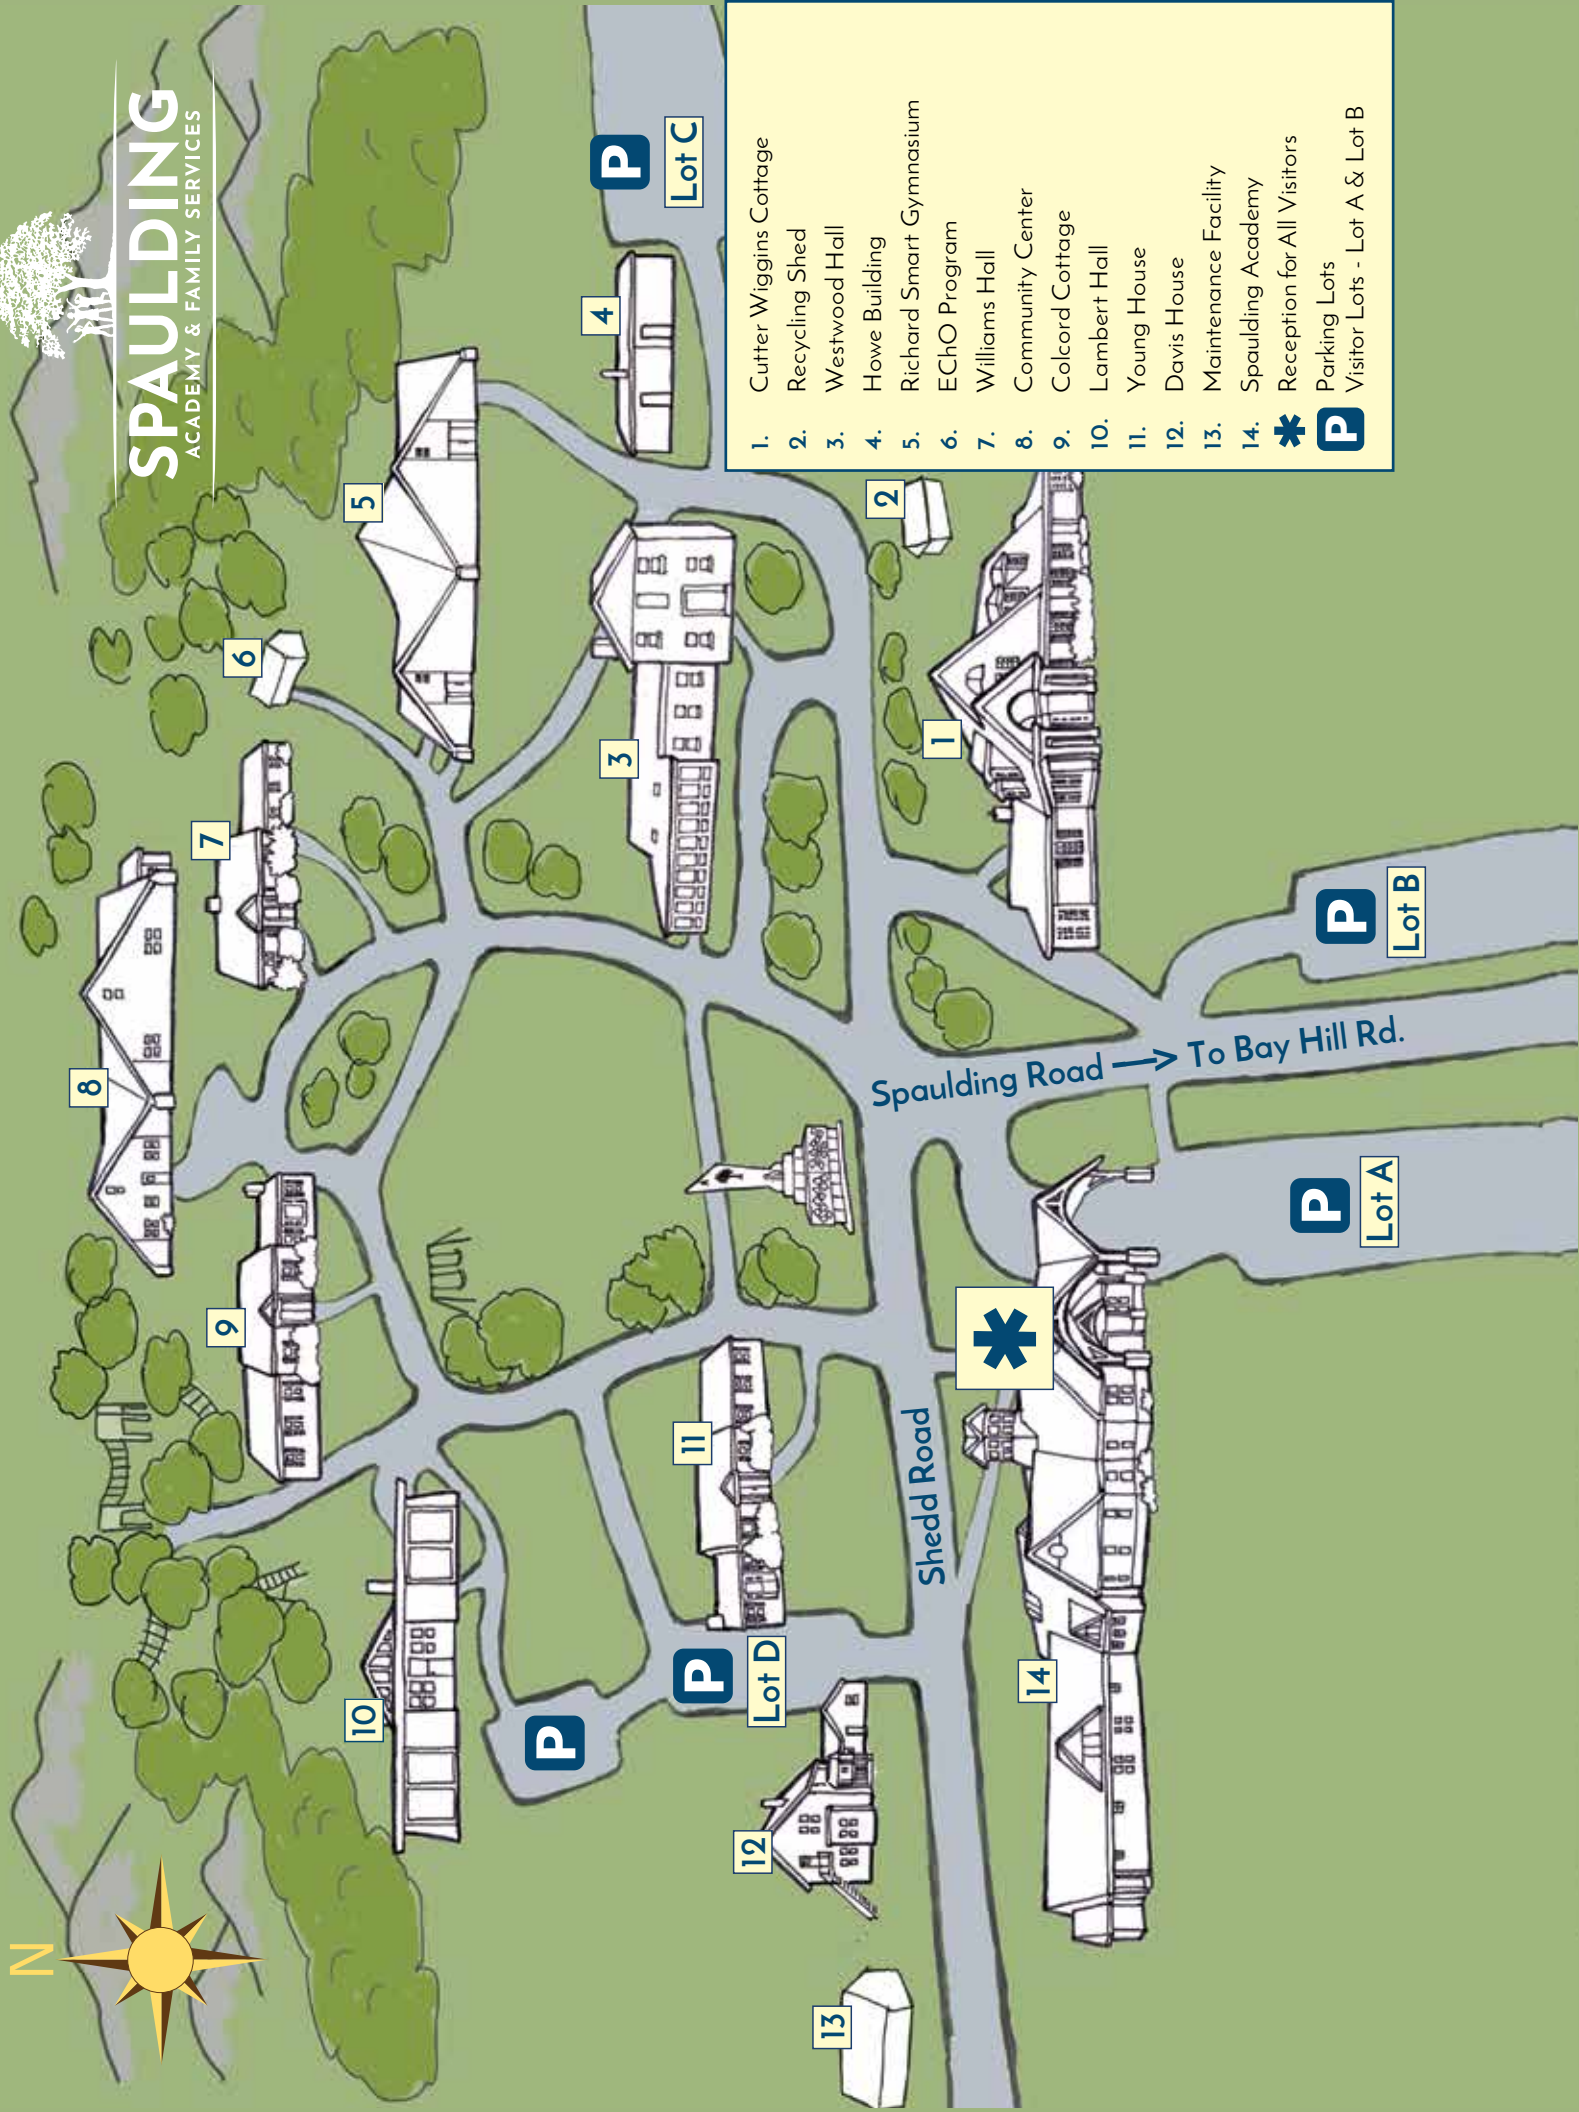 SPAULDING
ACADEMY & FAMILY SERVICES
N
8
7
6
9
5
10
4
P
Lot C
3
P
11
P
Lot D
12
2
1
13
Shedd Road
Spaulding Road → To Bay Hill Rd.
*
14
P
Lot A
P
Lot B
1. Cutter Wiggins Cottage
2. Recycling Shed
3. Westwood Hall
4. Howe Building
5. Richard Smart Gymnasium
6. EChO Program
7. Williams Hall
8. Community Center
9. Colcord Cottage
10. Lambert Hall
11. Young House
12. Davis House
13. Maintenance Facility
14. Spaulding Academy
* Reception for All Visitors
P Parking Lots
Visitor Lots - Lot A & Lot B